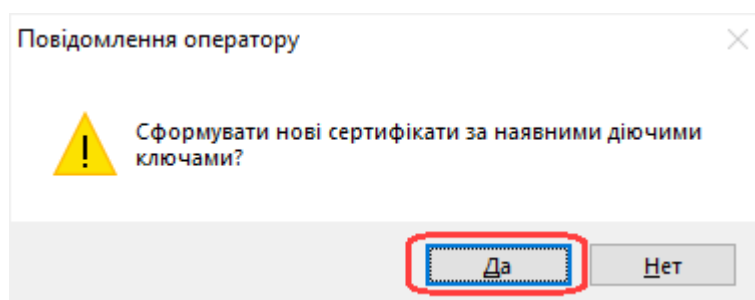 Повідомлення оператору
Сформувати нові сертифікати за наявними діючими
ключами?
Да
Нет